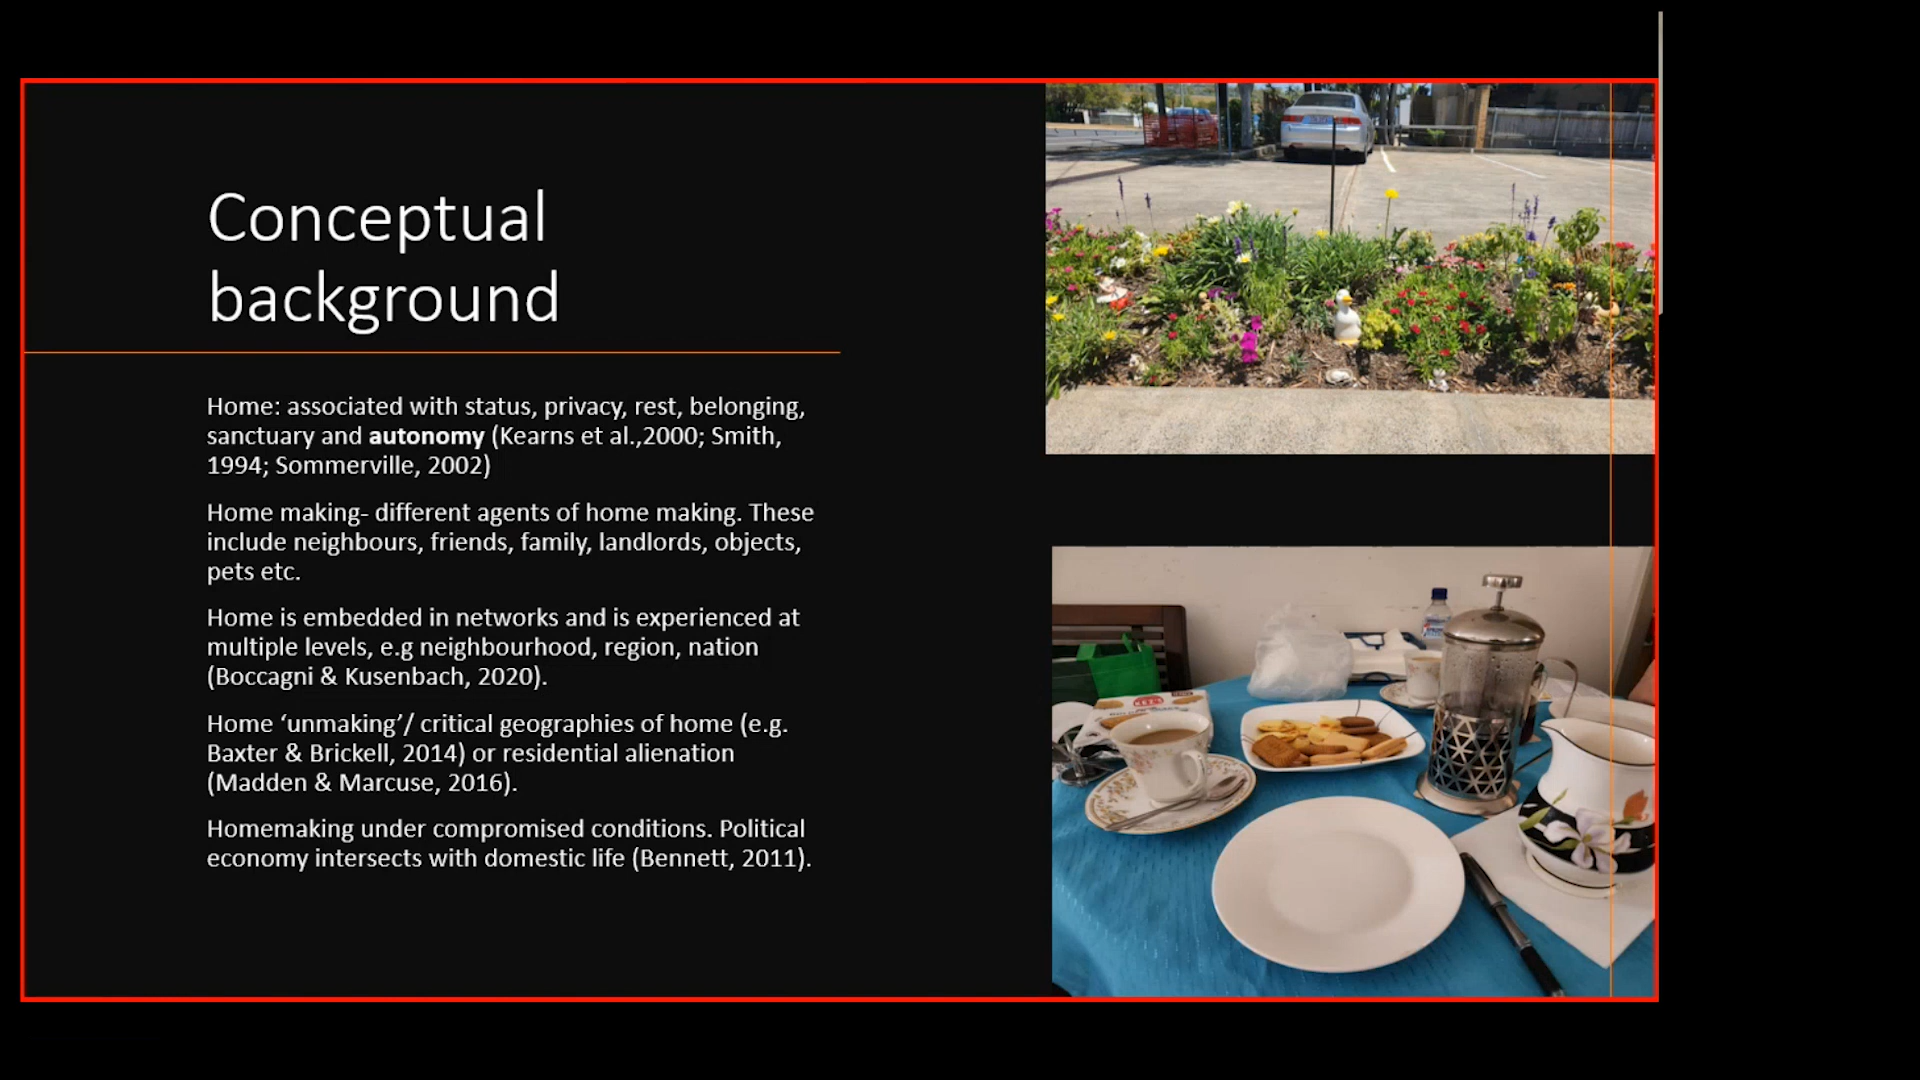 Conceptual
background
Home: associated with status, privacy, rest, belonging,
sanctuary and autonomy (Kearns et al.,2000; Smith,
1994; Sommerville, 2002)
Home making- different agents of home making. These
include neighbours, friends, family, landlords, objects,
pets etc.
Home is embedded in networks and is experienced at
multiple levels, e.g neighbourhood, region, nation
(Boccagni & Kusenbach, 2020).
Home ‘unmaking’/ critical geographies of home (e.g.
Baxter & Brickell, 2014) or residential alienation
(Madden & Marcuse, 2016).
Homemaking under compromised conditions. Political
economy intersects with domestic life (Bennett, 2011).